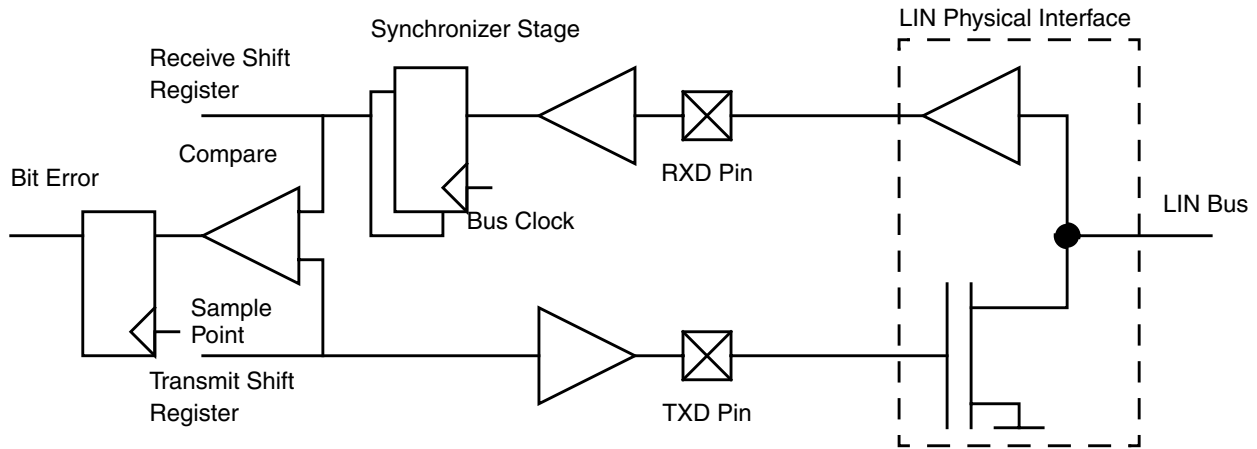 LIN Physical Interface
Synchronizer Stage
Receive Shift
Register
Compare
RXD Pin
Bit Error
LIN Bus
Bus Clock
Sample
Point
Transmit Shift
Register
TXD Pin